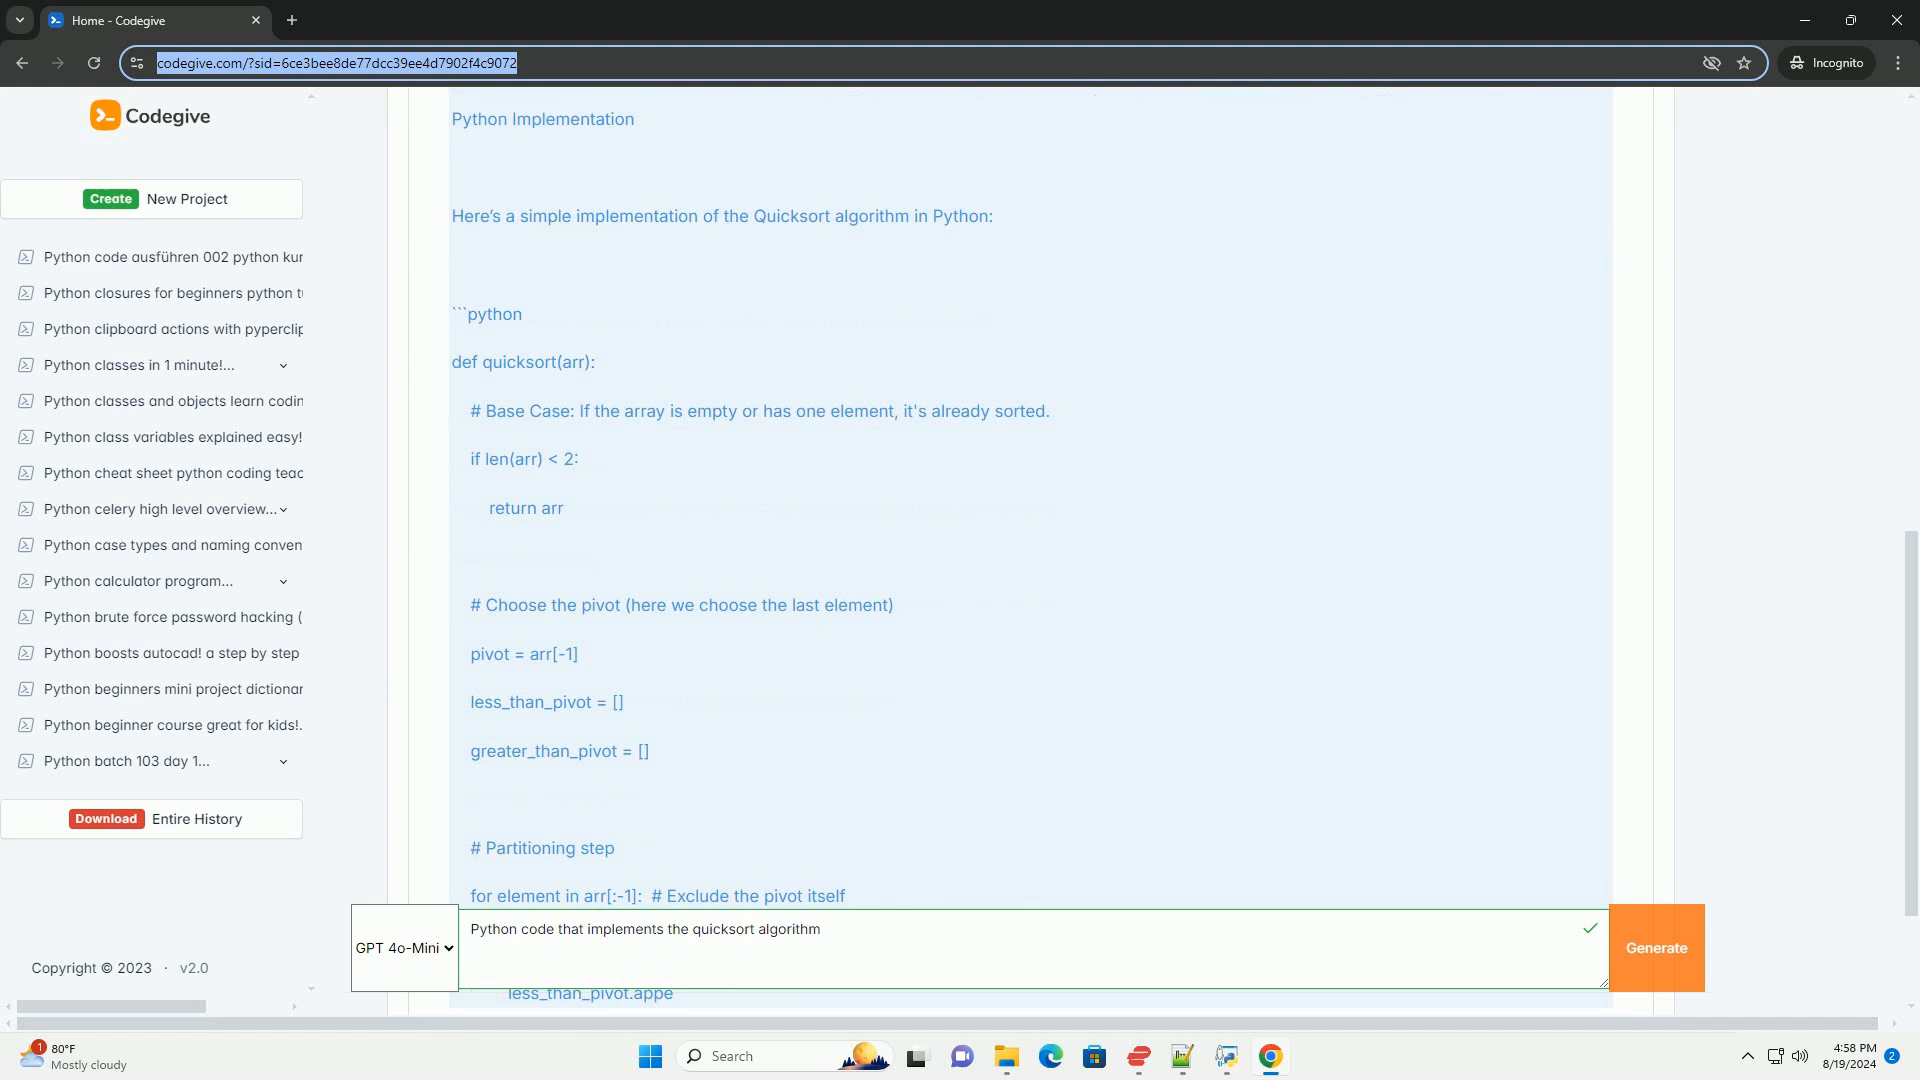 Home - Codegive
codegive.com/?sid=6ce3bee8de77dcc39ee4d7902f4c9072
Incognito
Codegive
Create New Project
Python code ausführen 002 python kur
Python closures for beginners python tu
Python clipboard actions with pyperclip
Python classes in 1 minute!...
Python classes and objects learn codin
Python class variables explained easy!
Python cheat sheet python coding teac
Python celery high level overview...
Python case types and naming conven
Python calculator program...
Python brute force password hacking (
Python boosts autocad! a step by step
Python beginners mini project dictionar
Python beginner course great for kids!.
Python batch 103 day 1...
Download Entire History
Copyright © 2023 · v2.0
Python Implementation
Here's a simple implementation of the Quicksort algorithm in Python:
```python
def quicksort(arr):
# Base Case: If the array is empty or has one element, it's already sorted.
if len(arr) < 2:
return arr
# Choose the pivot (here we choose the last element)
pivot = arr[-1]
less_than_pivot = []
greater_than_pivot = []
# Partitioning step
for element in arr[:-1]: # Exclude the pivot itself
GPT 4o-Mini
Python code that implements the quicksort algorithm
Generate
less_than_pivot.appe
1
80°F
Mostly cloudy
Search
4:58 PM
8/19/2024
2